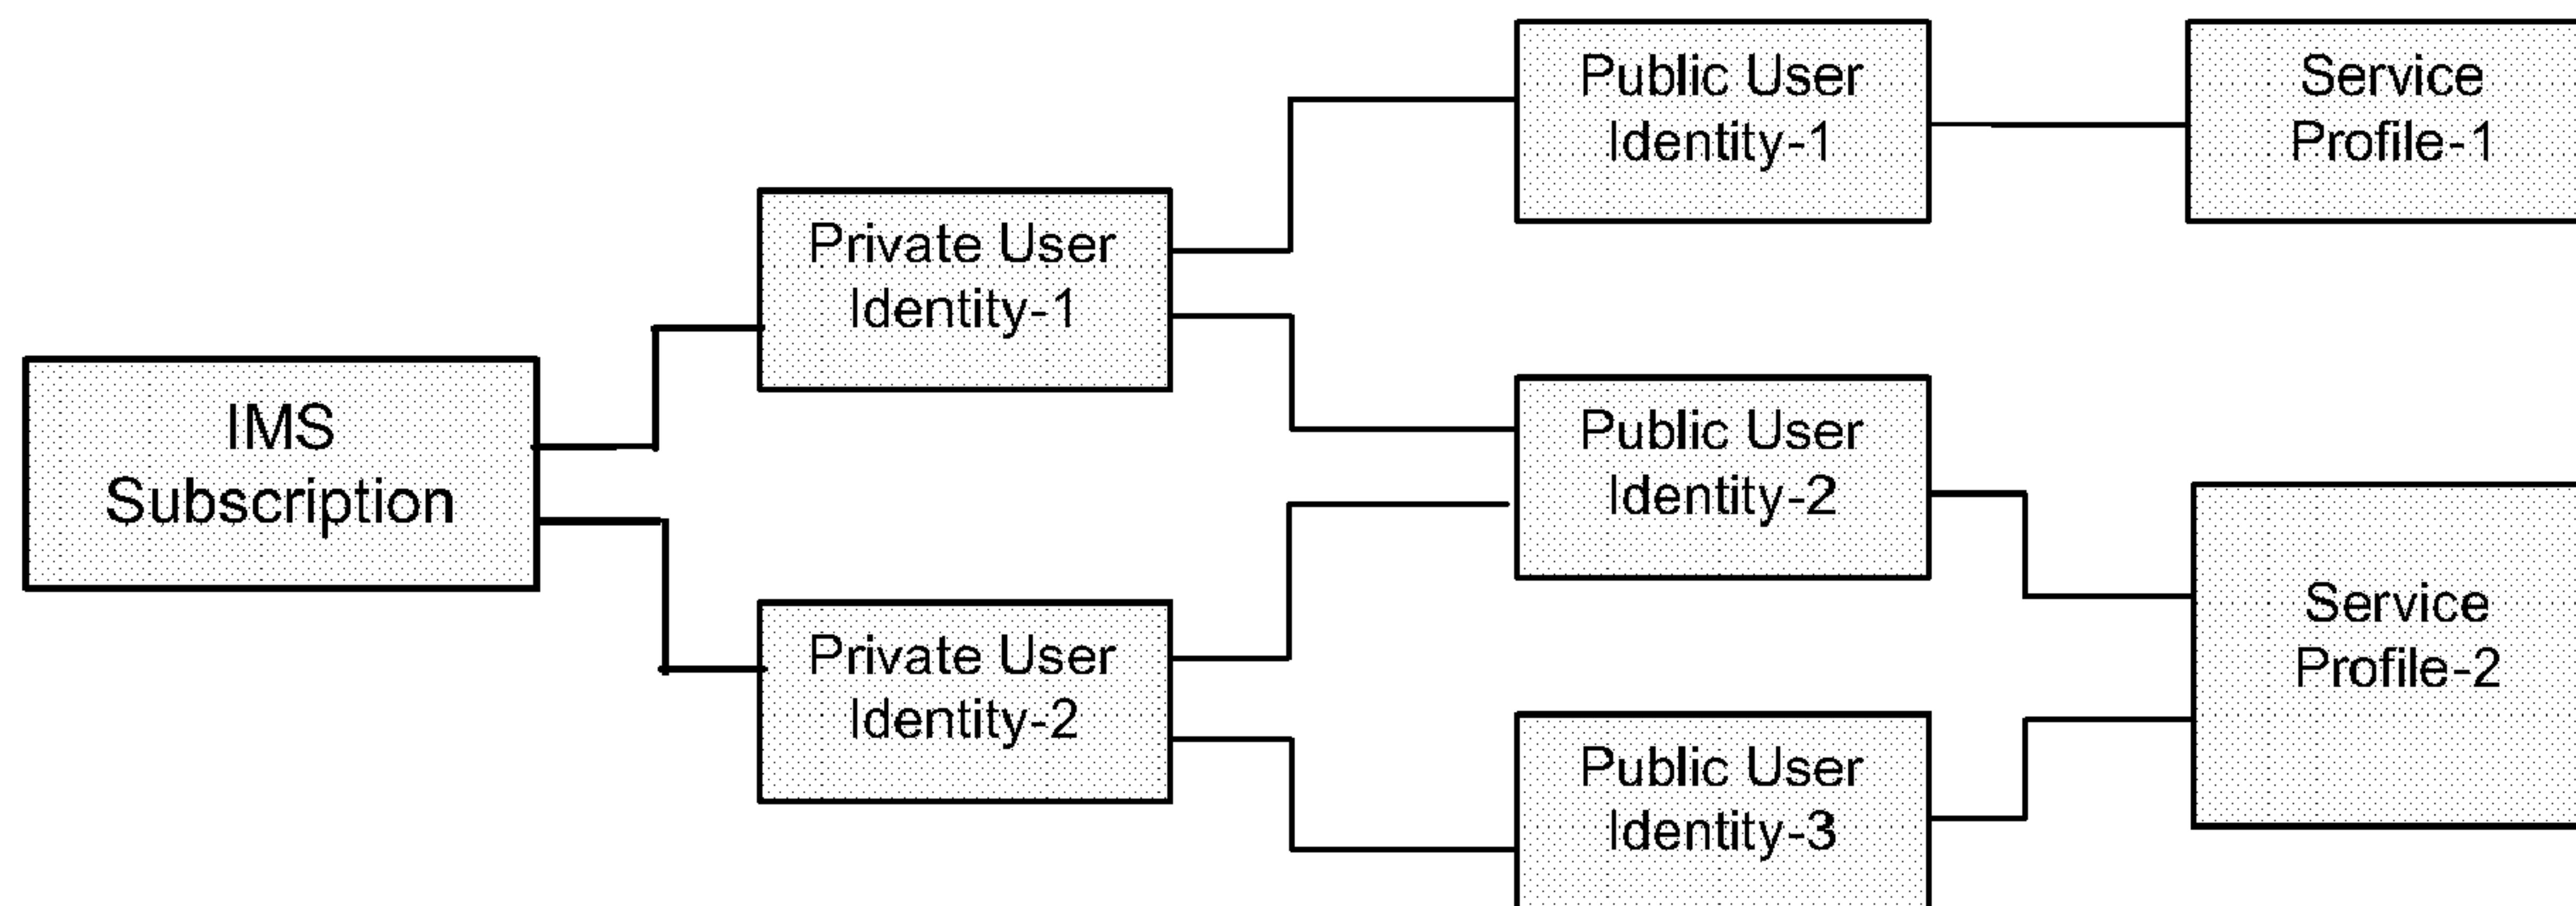 Public User
Identity-1
Service
Profile-1
Private User
Identity-1
IMS
Subscription
Public User
Identity-2
Service
Profile-2
Private User
Identity-2
Public User
Identity-3